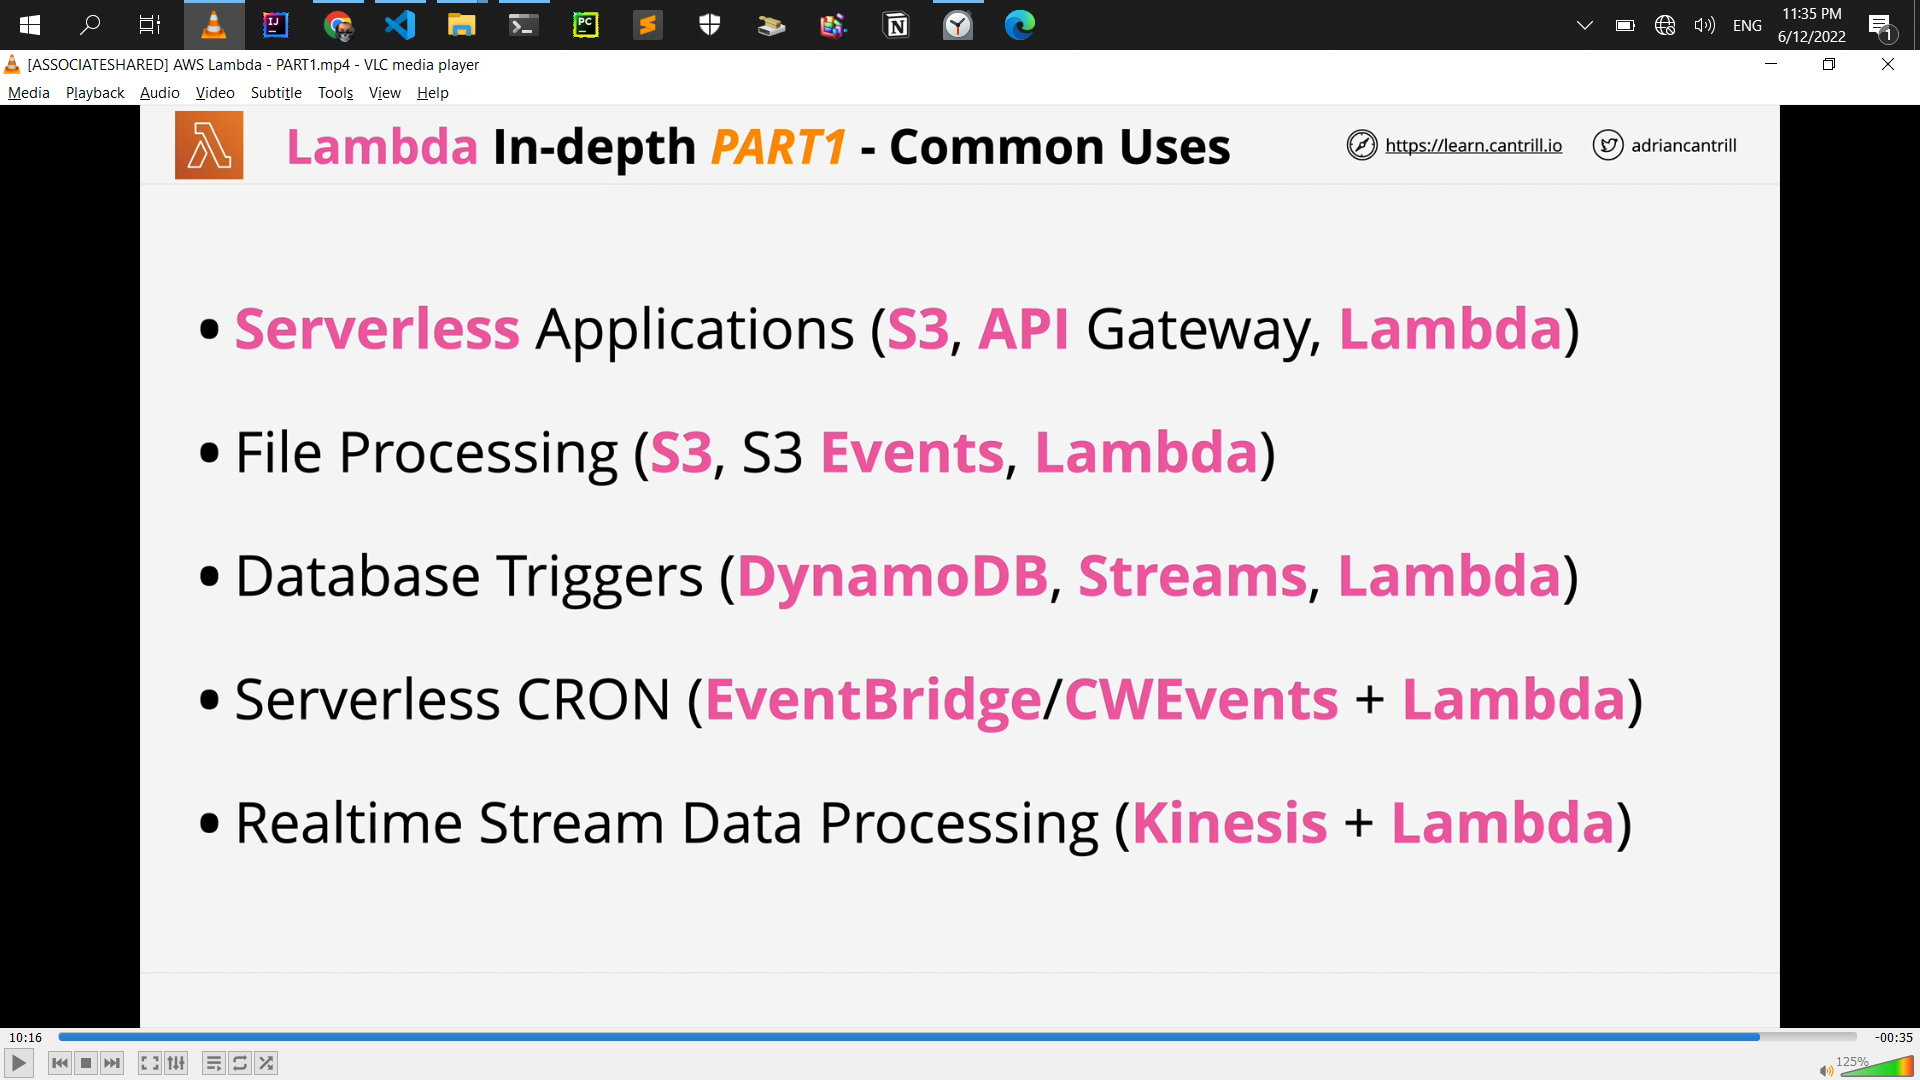 ENG
11:35 PM
6/12/2022
1
[ASSOCIATESHARED] AWS Lambda - PART1.mp4 - VLC media player
Media Playback Audio Video Subtitle Tools View Help
Lambda In-depth PART1 - Common Uses
https://learn.cantrill.io
adriancantrill
• Serverless Applications (S3, API Gateway, Lambda)
• File Processing (S3, S3 Events, Lambda)
• Database Triggers (DynamoDB, Streams, Lambda)
• Serverless CRON (EventBridge/CWEvents + Lambda)
• Realtime Stream Data Processing (Kinesis + Lambda)
10:16
-00:35
125%